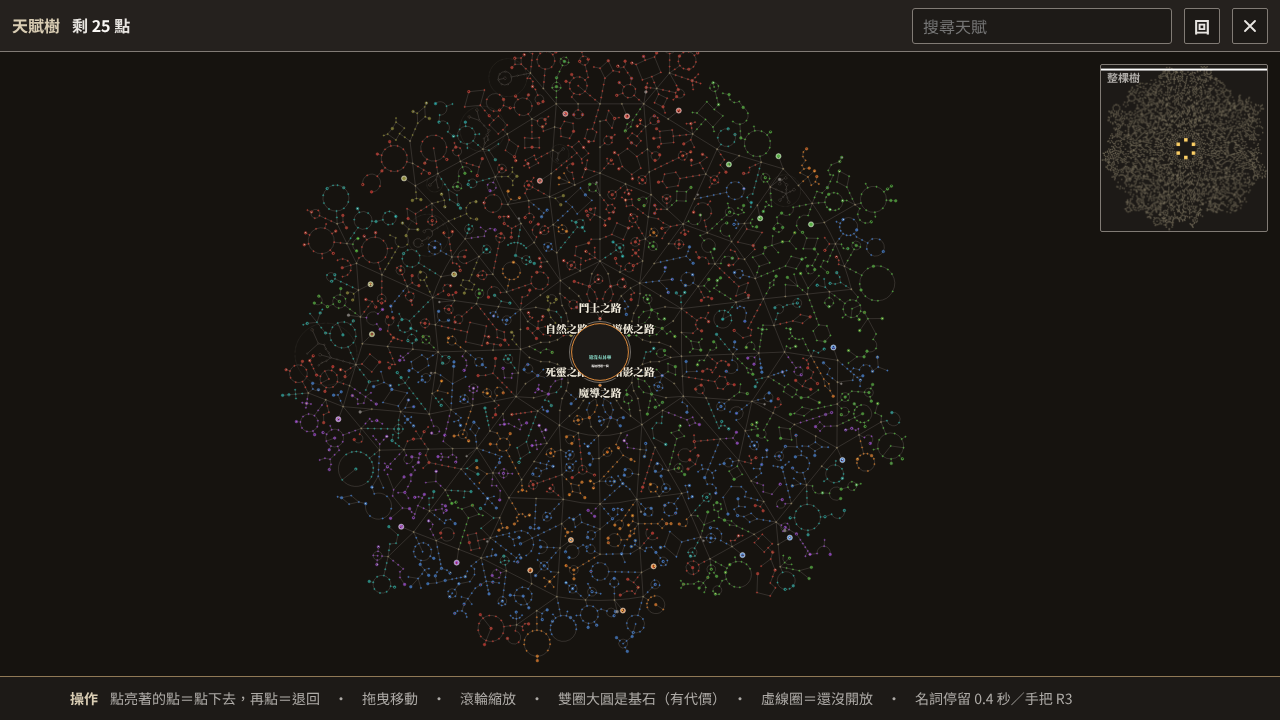 天賦樹 剩 25 點
搜尋天賦
回
整棵樹
鬥士之路
自然之路 遊俠之路
死靈之路 暗影之路
魔導之路
操作 點亮著的點＝點下去，再點＝退回 • 拖曳移動 • 滾輪縮放 • 雙圈大圓是基石（有代價） • 虛線圈＝還沒開放 • 名詞停留 0.4 秒／手把 R3